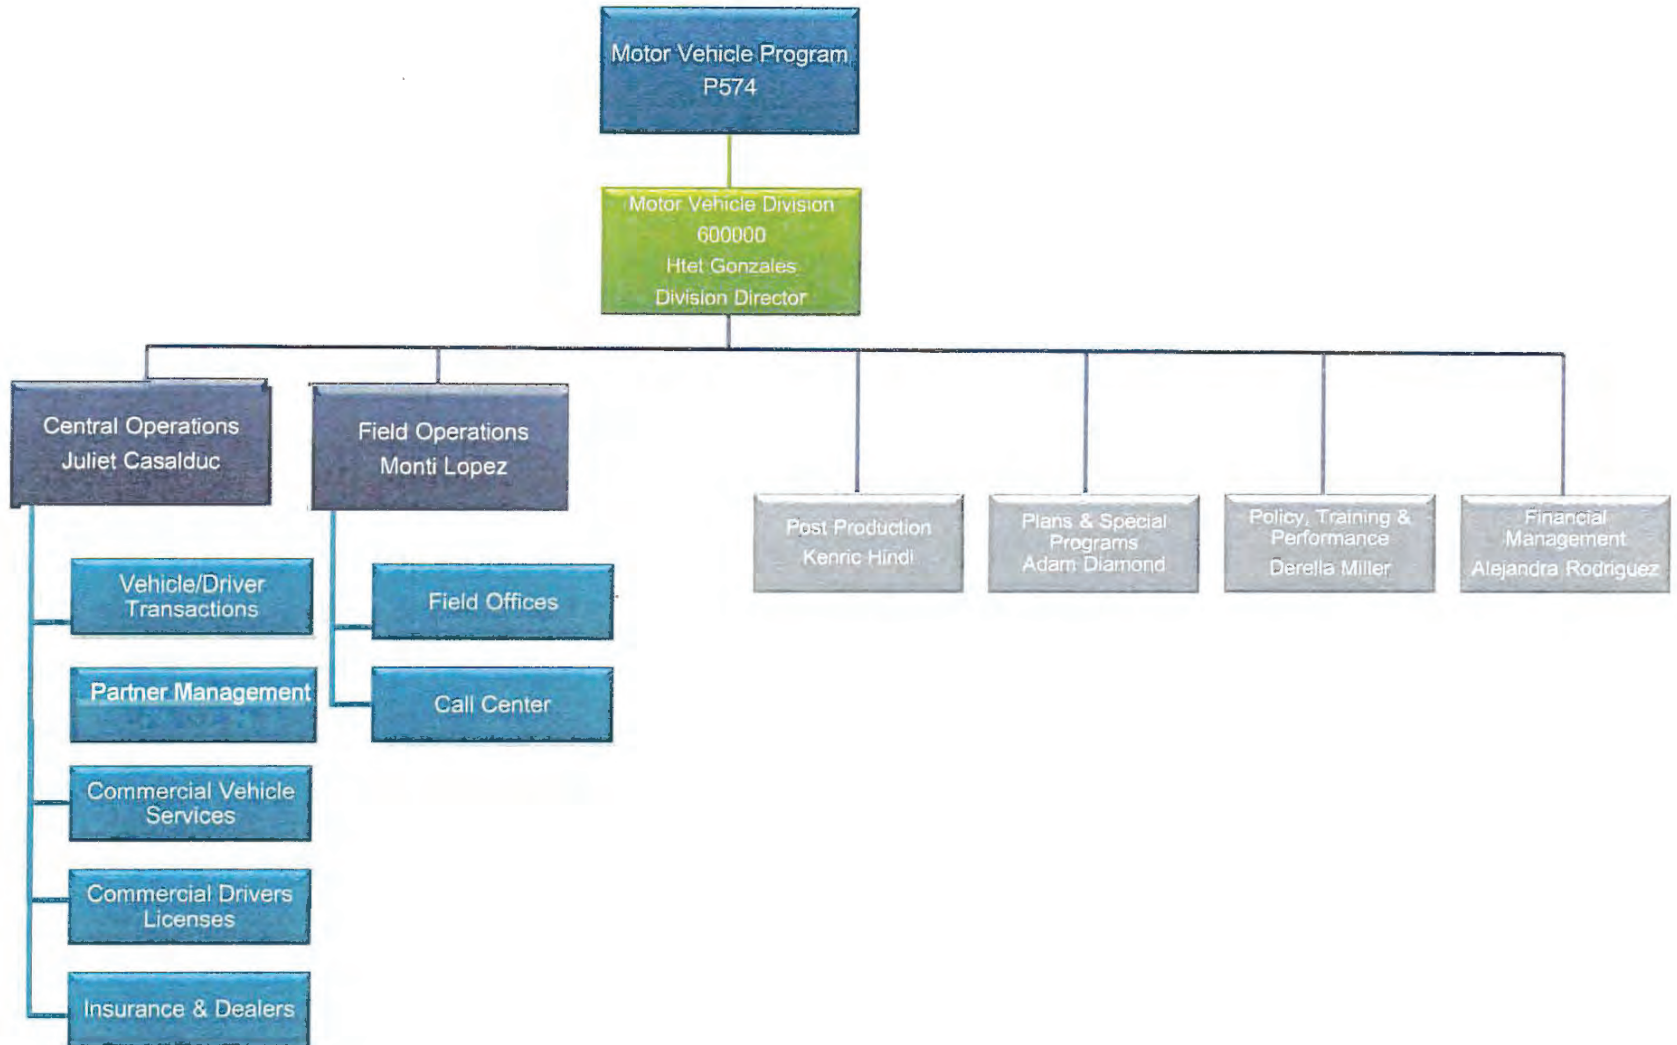 Motor Vehicle Program
P574
Motor Vehicle Division
600000
Htet Gonzales
Division Director
Central Operations
Juliet Casalduc
Field Operations
Monti Lopez
Post Production
Kenric Hindi
Plans & Special
Programs
Adam Diamond
Policy, Training &
Performance
Derella Miller
Financial
Management
Alejandra Rodriguez
Vehicle/Driver
Transactions
Partner Management
Commercial Vehicle
Services
Commercial Drivers
Licenses
Insurance & Dealers
Field Offices
Call Center